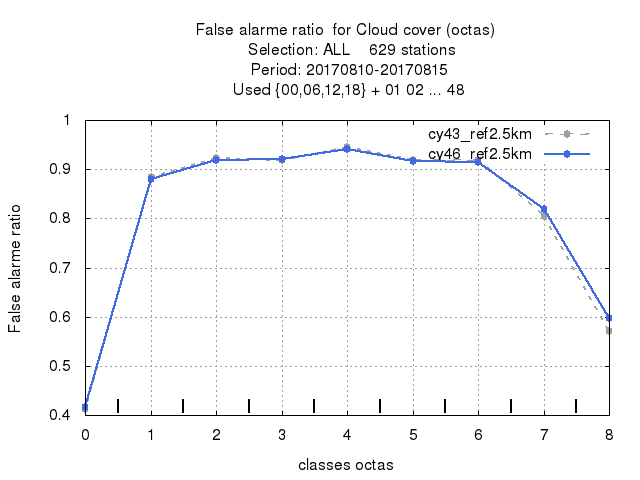 False alarme ratio  for Cloud cover (octas)
Selection: ALL    629 stations
Period: 20170810-20170815
Used {00,06,12,18} + 01 02 ... 48
cy43_ref2.5km
cy46_ref2.5km
False alarme ratio
1
0.9
0.8
0.7
0.6
0.5
0.4
0 1 2 3 4 5 6 7 8
classes octas